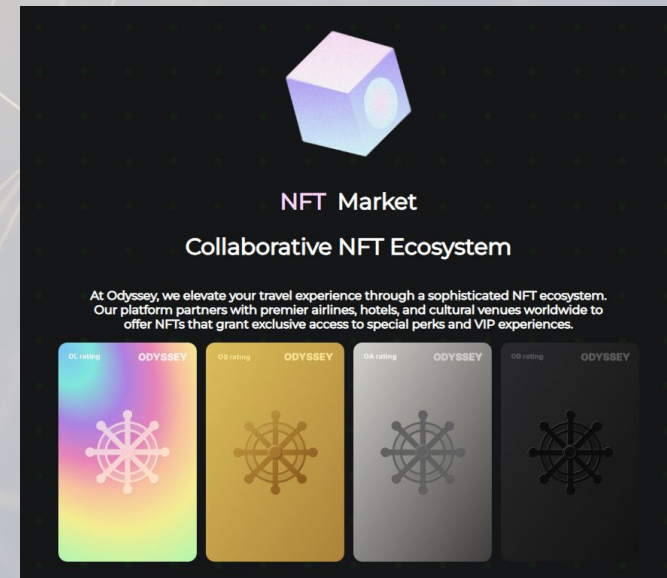 NFT Market
Collaborative NFT Ecosystem
At Odyssey, we elevate your travel experience through a sophisticated NFT ecosystem.
Our platform partners with premier airlines, hotels, and cultural venues worldwide to
offer NFTs that grant exclusive access to special perks and VIP experiences.
OL rating ODYSSEY
OS rating ODYSSEY
OA rating ODYSSEY
OB rating ODYSSEY